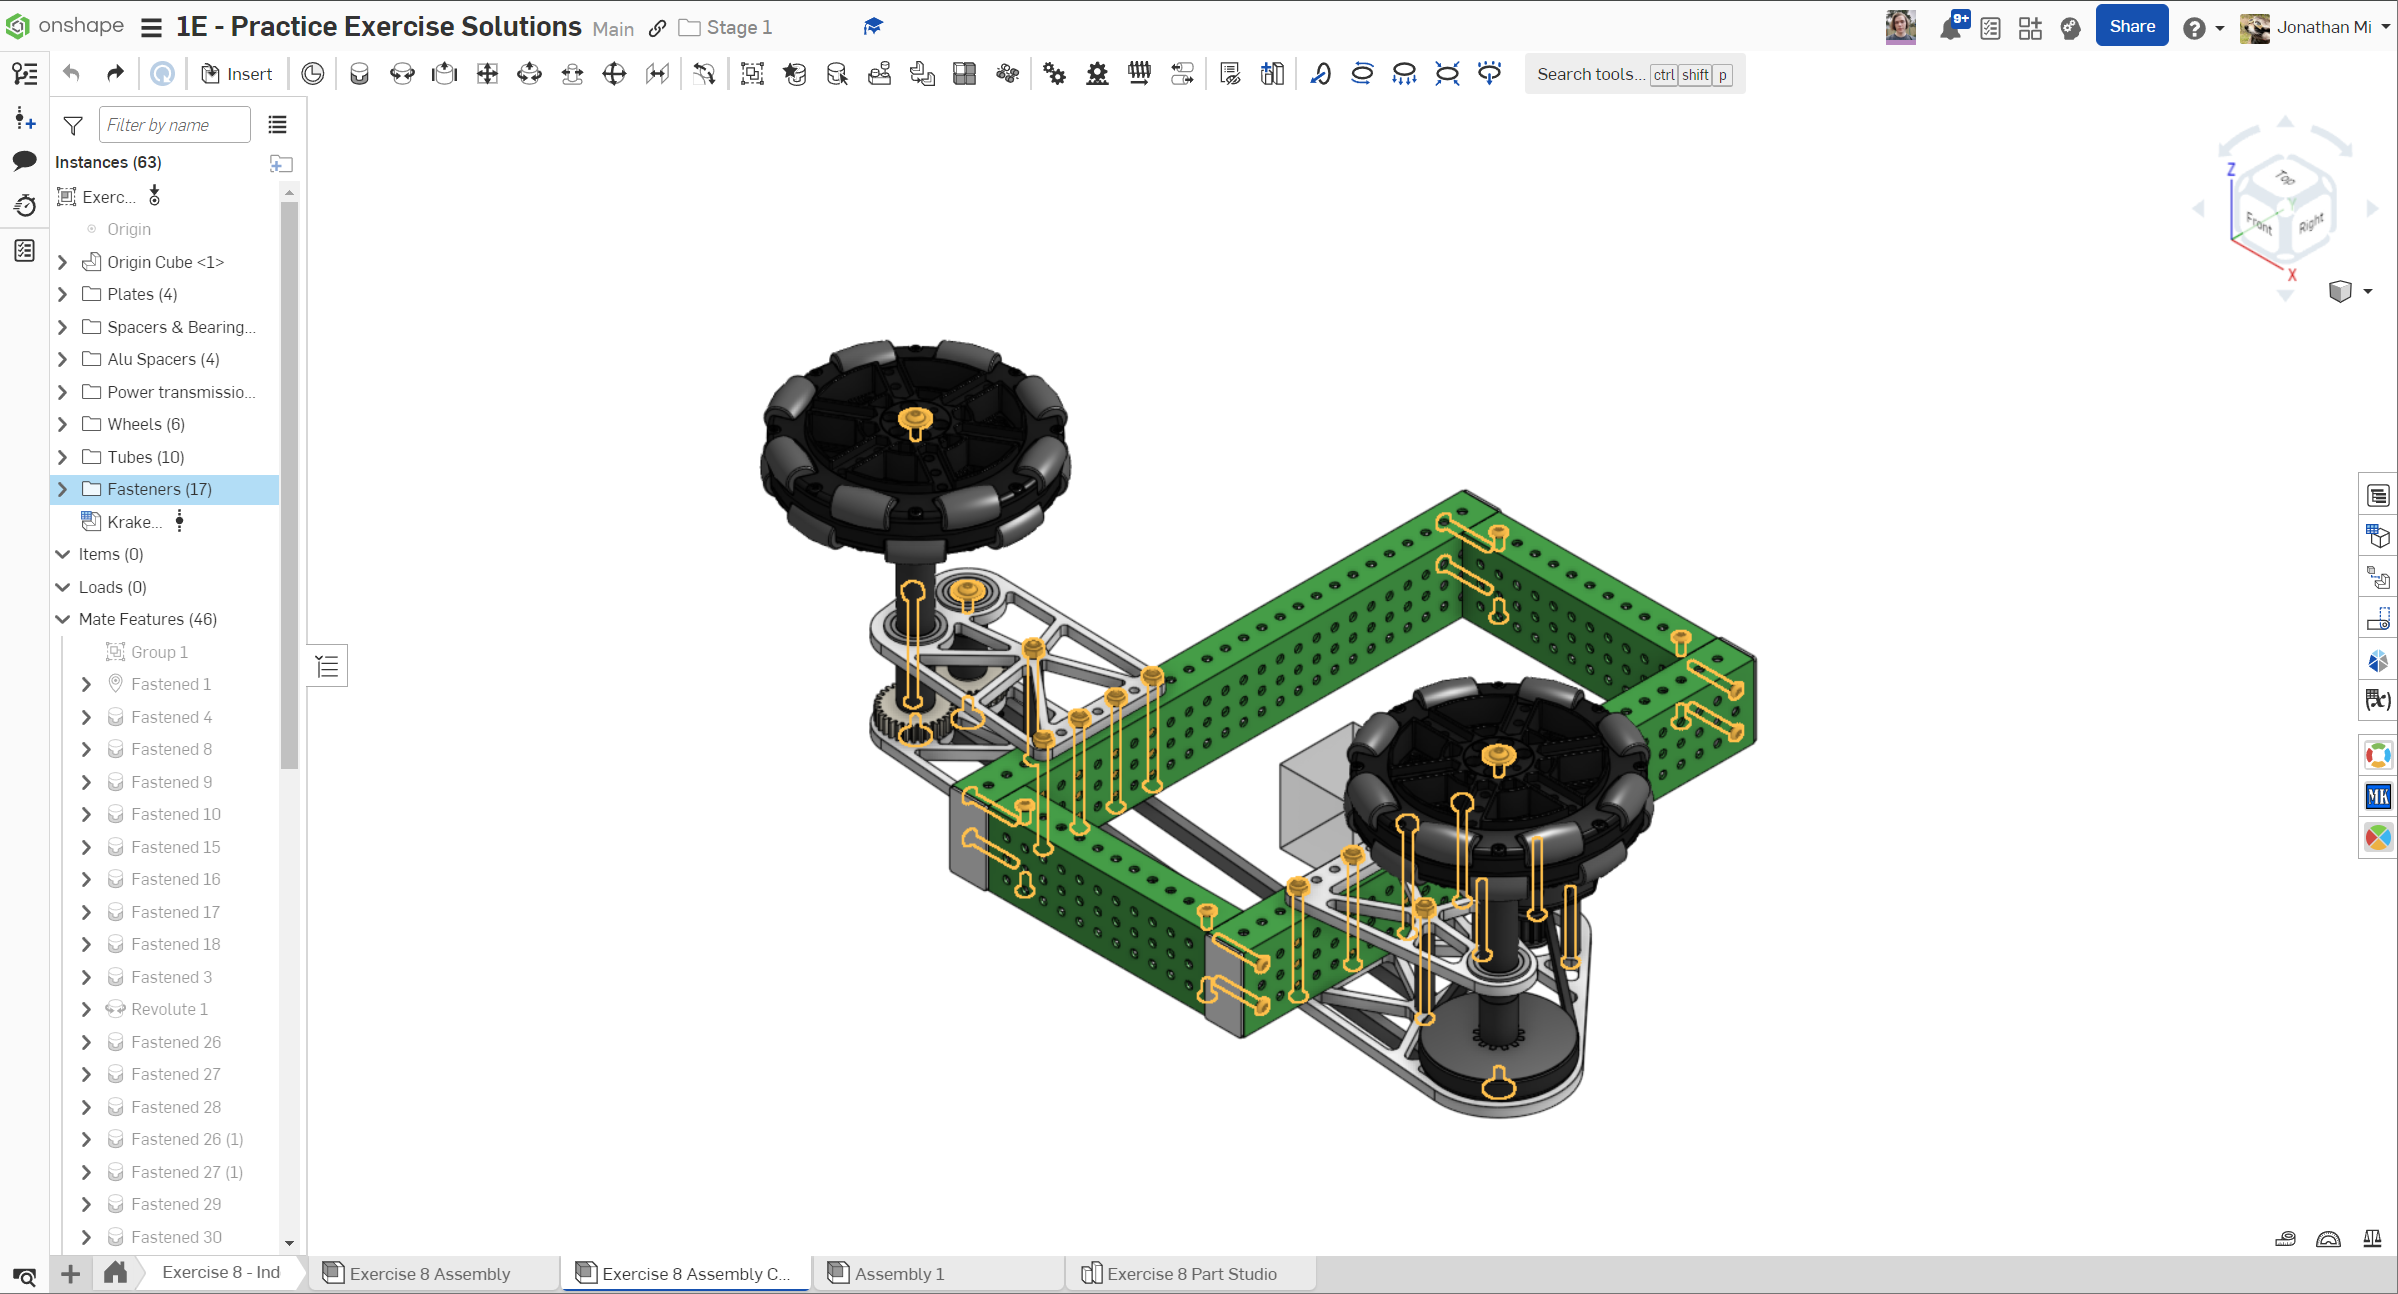 onshape 1E - Practice Exercise Solutions Main Stage 1 9+ Share Jonathan Mi
Insert Search tools... ctrl shift p
Filter by name
Instances (63)
Exerc...
Origin
Origin Cube <1>
Plates (4)
Spacers & Bearing...
Alu Spacers (4)
Power transmissio...
Wheels (6)
Tubes (10)
Fasteners (17)
Krake...
Items (0)
Loads (0)
Mate Features (46)
Group 1
Fastened 1
Fastened 4
Fastened 8
Fastened 9
Fastened 10
Fastened 15
Fastened 16
Fastened 17
Fastened 18
Fastened 3
Revolute 1
Fastened 26
Fastened 27
Fastened 28
Fastened 26 (1)
Fastened 27 (1)
Fastened 29
Fastened 30
Z
Top
Front
Right
X
(x)
MK
Exercise 8 - Ind
Exercise 8 Assembly
Exercise 8 Assembly C...
Assembly 1
Exercise 8 Part Studio